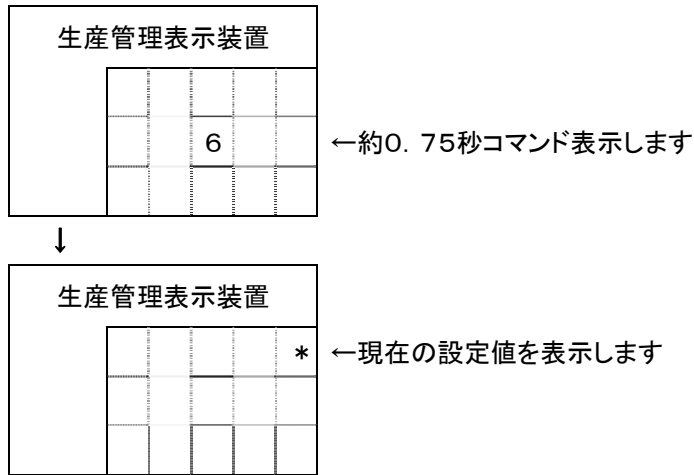 生産管理表示装置
6 ←約0．75秒コマンド表示します
↓
生産管理表示装置
* ←現在の設定値を表示します